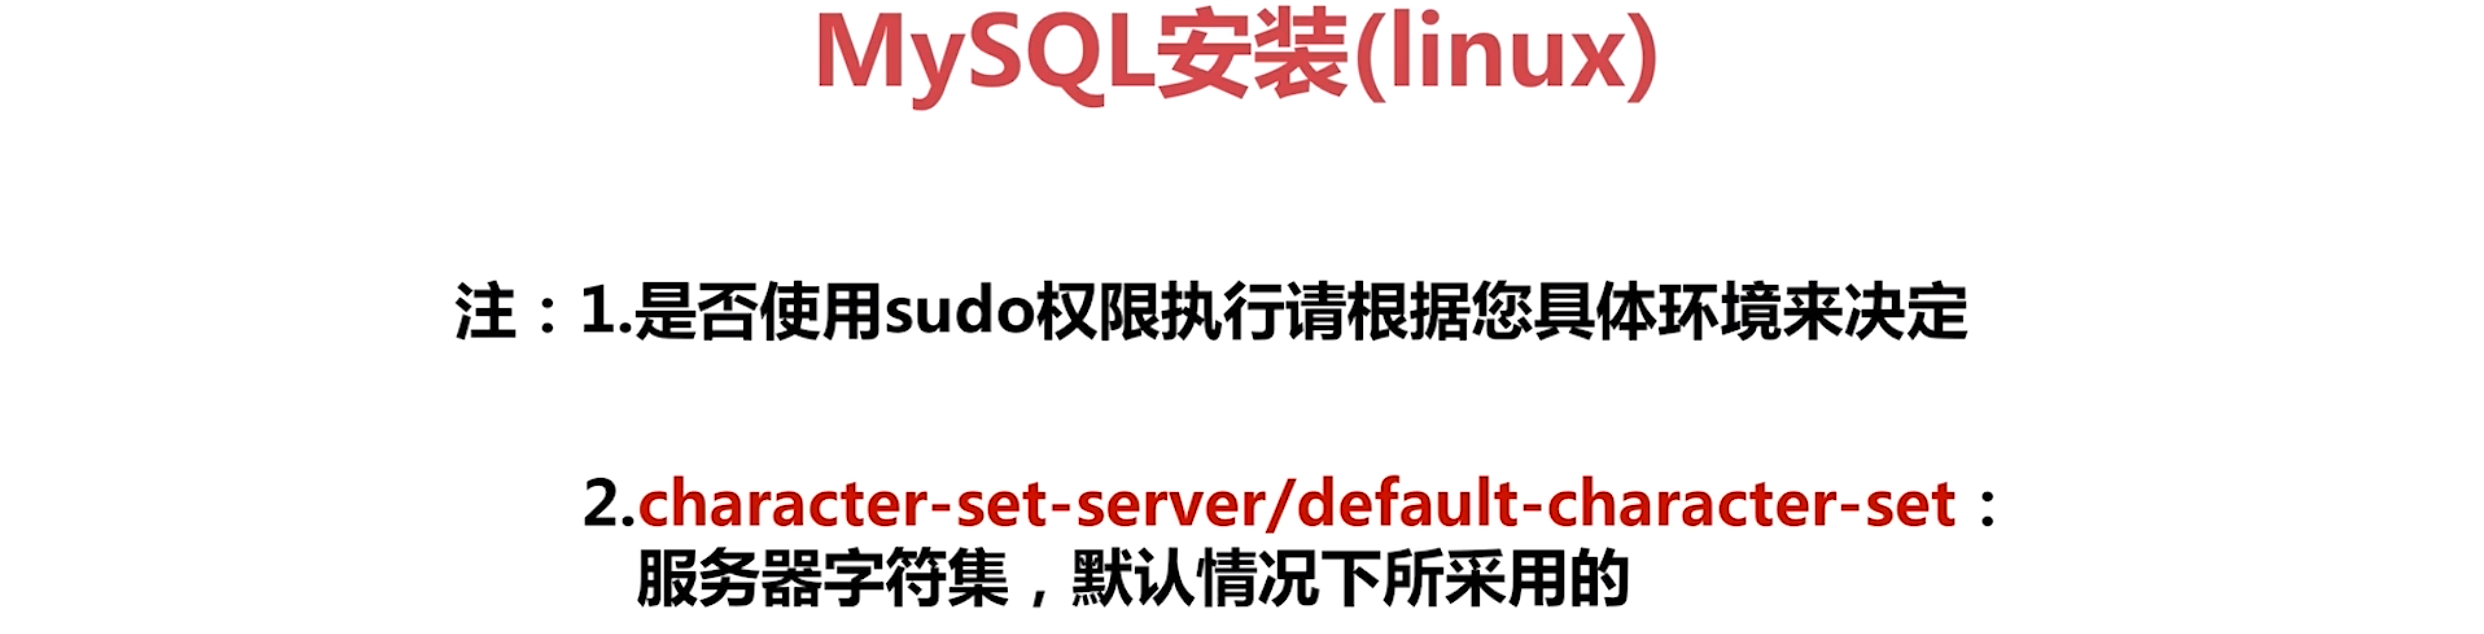 MySQL安装(linux)
注：1.是否使用sudo权限执行请根据您具体环境来决定
2.character-set-server/default-character-set：
服务器字符集，默认情况下所采用的